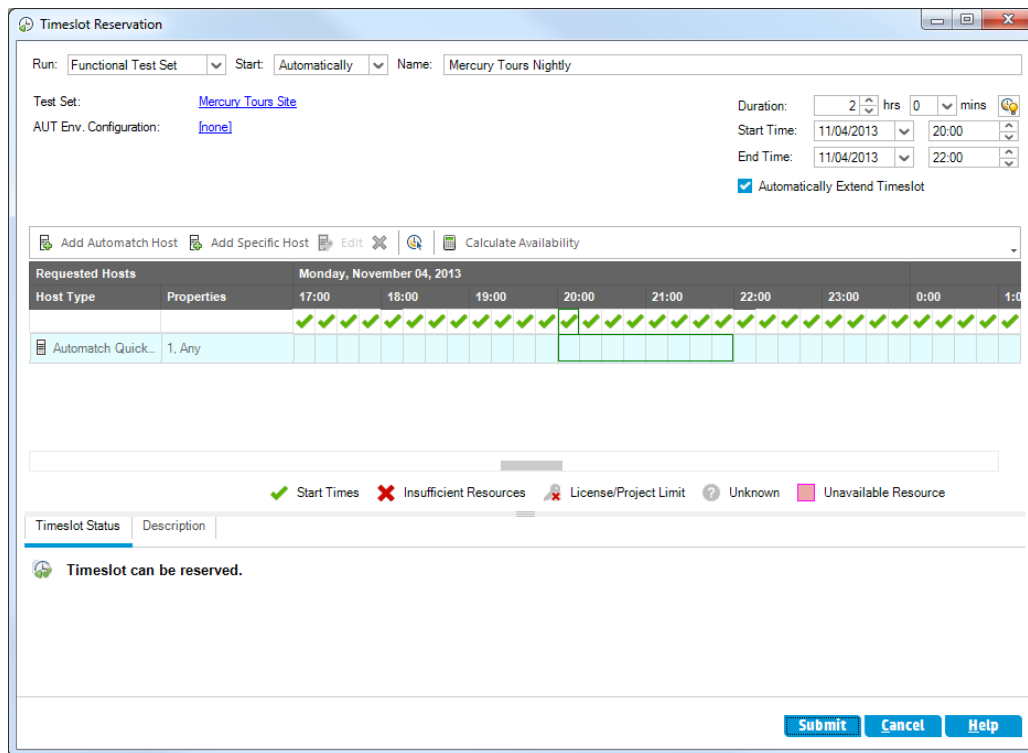 Timeslot Reservation
Run: Functional Test Set Start: Automatically Name: Mercury Tours Nightly
Test Set: Mercury Tours Site
AUT Env. Configuration: [none]
Duration: 2 hrs 0 mins
Start Time: 11/04/2013 20:00
End Time: 11/04/2013 22:00
Automatically Extend Timeslot
Add Automatch Host Add Specific Host Edit Calculate Availability
Requested Hosts Monday, November 04, 2013
Host Type Properties 17:00 18:00 19:00 20:00 21:00 22:00 23:00 0:00 1:0
Automatch Quick... 1, Any
Start Times Insufficient Resources License/Project Limit ? Unknown Unavailable Resource
Timeslot Status Description
Timeslot can be reserved.
Submit Cancel Help